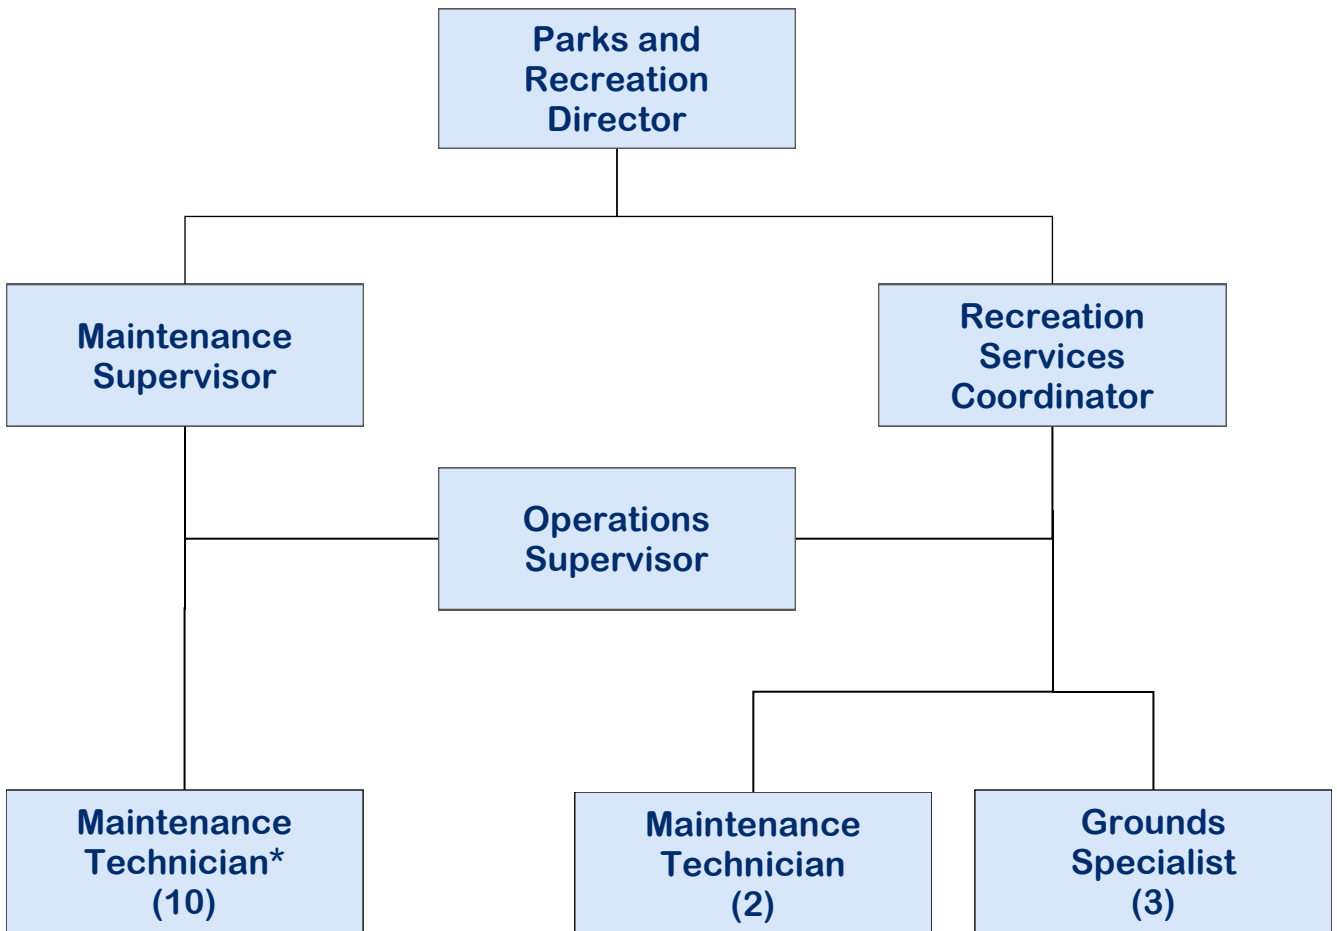 Parks and
Recreation
Director
Maintenance
Supervisor
Recreation
Services
Coordinator
Operations
Supervisor
Maintenance
Technician*
(10)
Maintenance
Technician
(2)
Grounds
Specialist
(3)